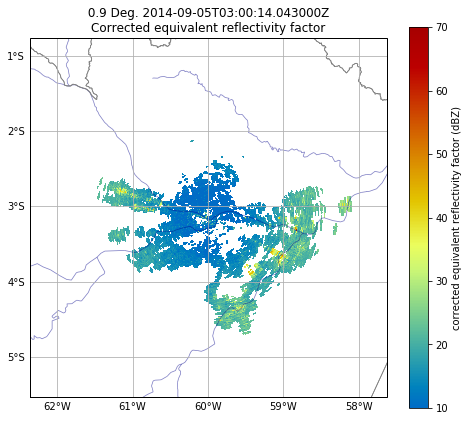 0.9 Deg. 2014-09-05T03:00:14.043000Z
Corrected equivalent reflectivity factor
1°S
2°S
3°S
4°S
5°S
62°W 61°W 60°W 59°W 58°W
70
60
50
40
30
20
10
corrected equivalent reflectivity factor (dBZ)